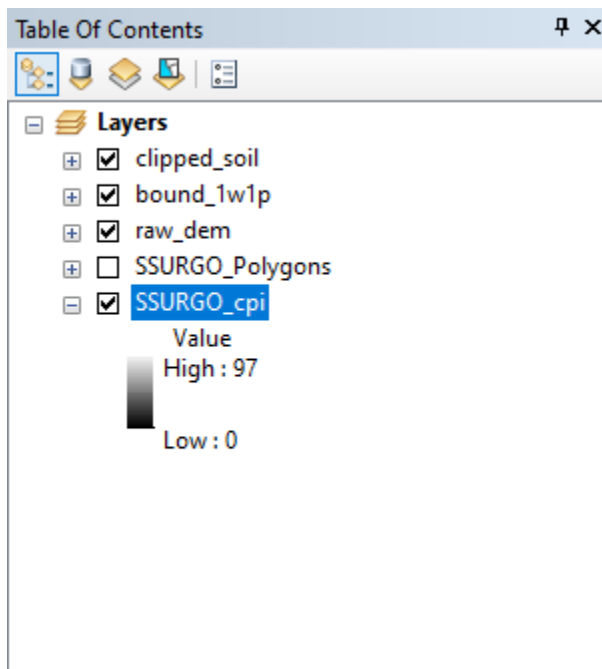 Table Of Contents
Layers
clipped_soil
bound_1w1p
raw_dem
SSURGO_Polygons
SSURGO_cpi
Value
High : 97
Low : 0